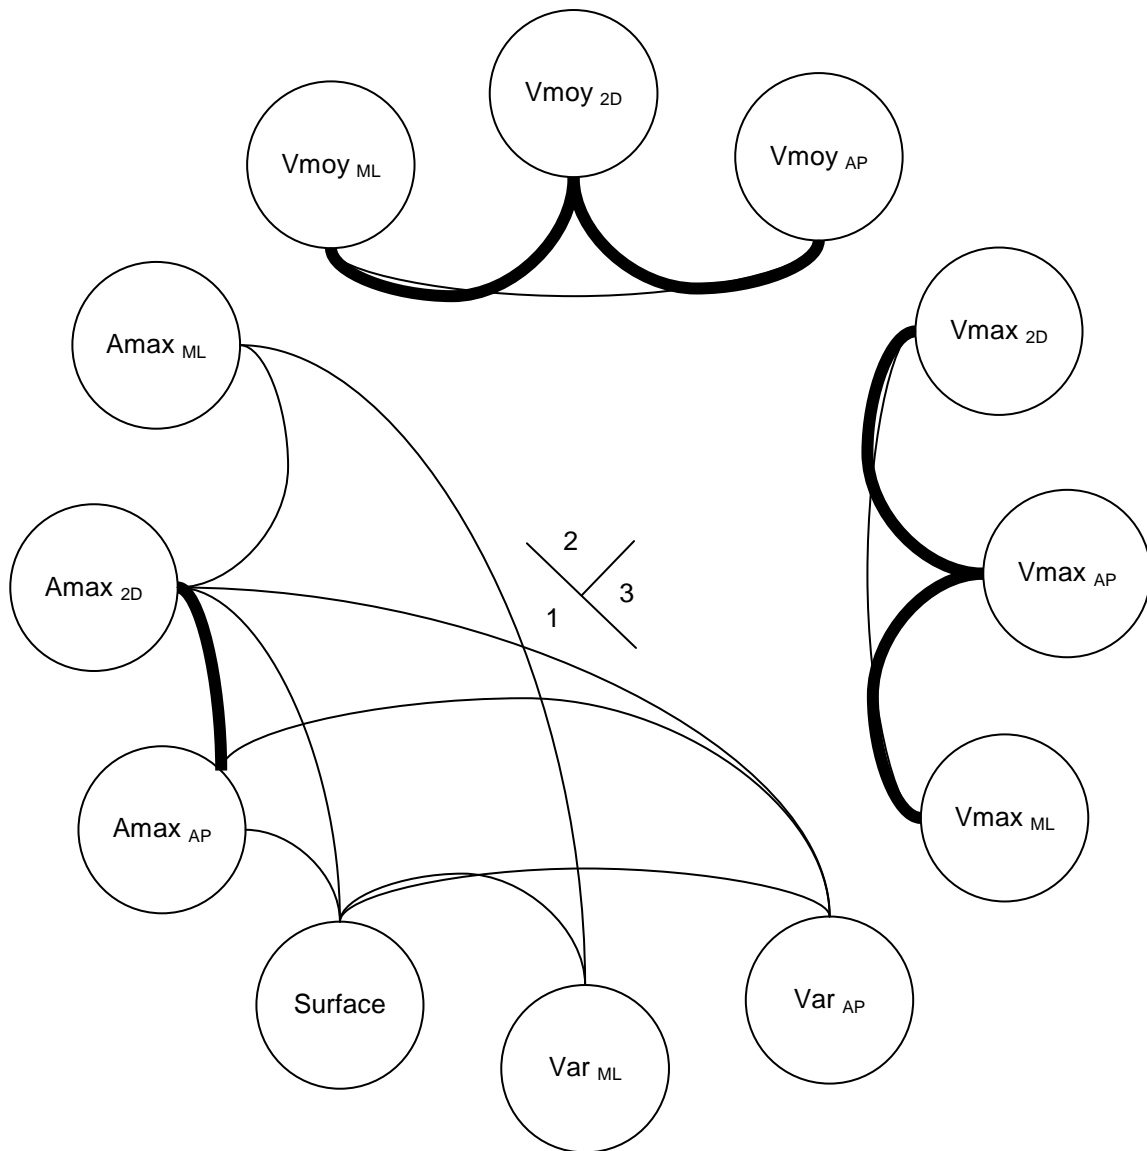 Vmoy 2D
Vmoy ML
Vmoy AP
Amax ML
Vmax 2D
2
Amax 2D
Vmax AP
3
1
Amax AP
Vmax ML
Surface
Var AP
Var ML